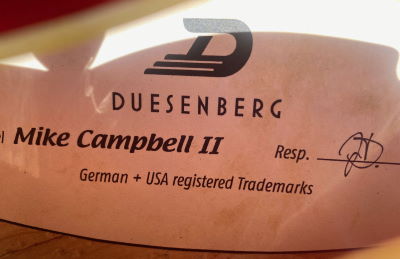 D
DUESENBERG
Mike Campbell II Resp.
German + USA registered Trademarks